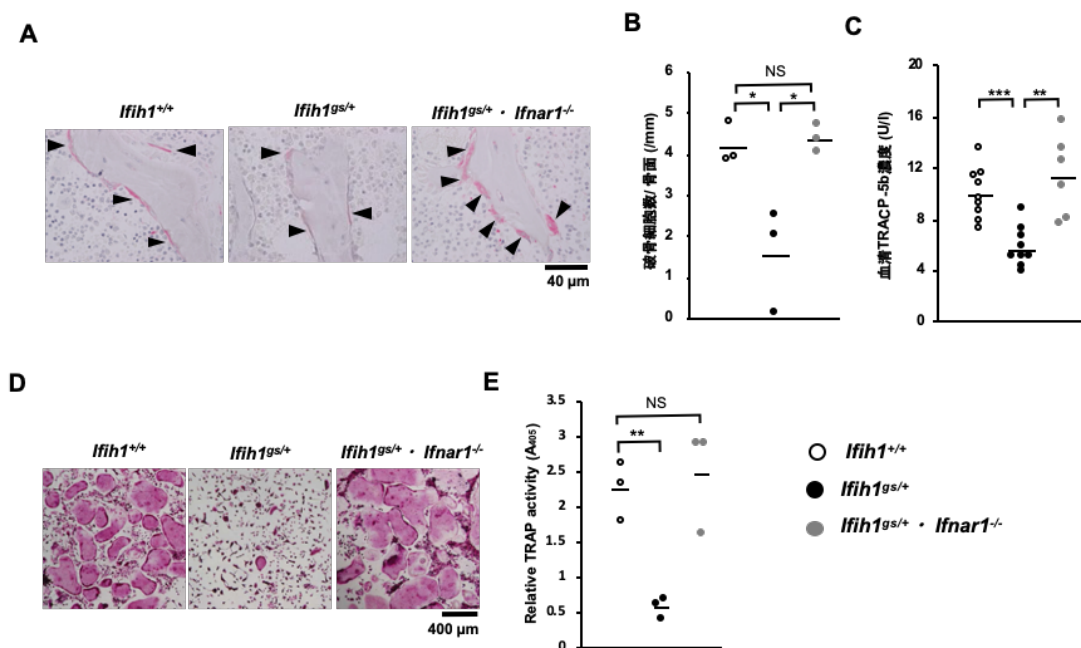 A
Ifih1+/+
Ifih1gs/+
Ifih1gs/+ · Ifnar1-/-
40 µm
B
破骨細胞数/ 骨面 (/mm)
6
5
4
3
2
1
0
NS
*
*
C
血清TRACP-5b濃度 (U/l)
20
16
12
8
4
0
***
**
D
Ifih1+/+
Ifih1gs/+
Ifih1gs/+ · Ifnar1-/-
400 µm
E
Relative TRAP activity (A405)
3.5
3
2.5
2
1.5
1
0.5
0
NS
**
Ifih1+/+
Ifih1gs/+
Ifih1gs/+ · Ifnar1-/-